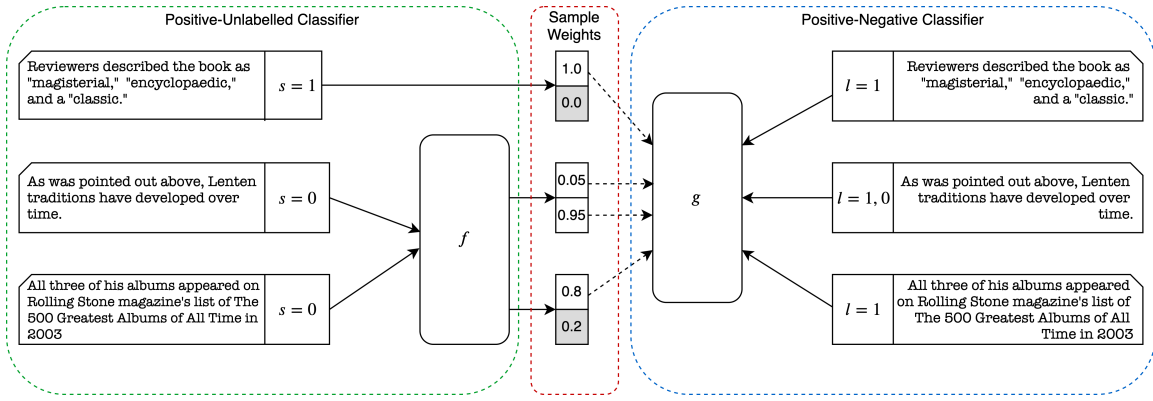 Positive-Unlabelled Classifier
Reviewers described the book as
"magisterial," "encyclopaedic,"
and a "classic."
s = 1
As was pointed out above, Lenten
traditions have developed over
time.
s = 0
All three of his albums appeared on
Rolling Stone magazine's list of The
500 Greatest Albums of All Time in
2003
s = 0
f
Sample
Weights
1.0
0.0
0.05
0.95
0.8
0.2
Positive-Negative Classifier
g
l = 1
Reviewers described the book as
"magisterial," "encyclopaedic,"
and a "classic."
l = 1, 0
As was pointed out above, Lenten
traditions have developed over
time.
l = 1
All three of his albums appeared
on Rolling Stone magazine's list of
The 500 Greatest Albums of All
Time in 2003